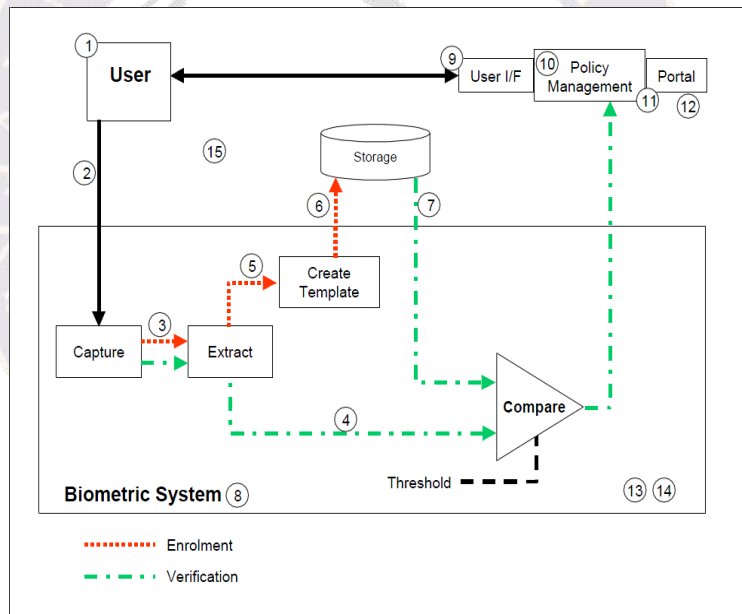 1
User
9
User I/F
10
Policy
Management
11
Portal
12
2
15
Storage
6
7
5
Create
Template
3
Capture
Extract
4
Compare
Threshold
Biometric System
8
13
14
Enrolment
Verification